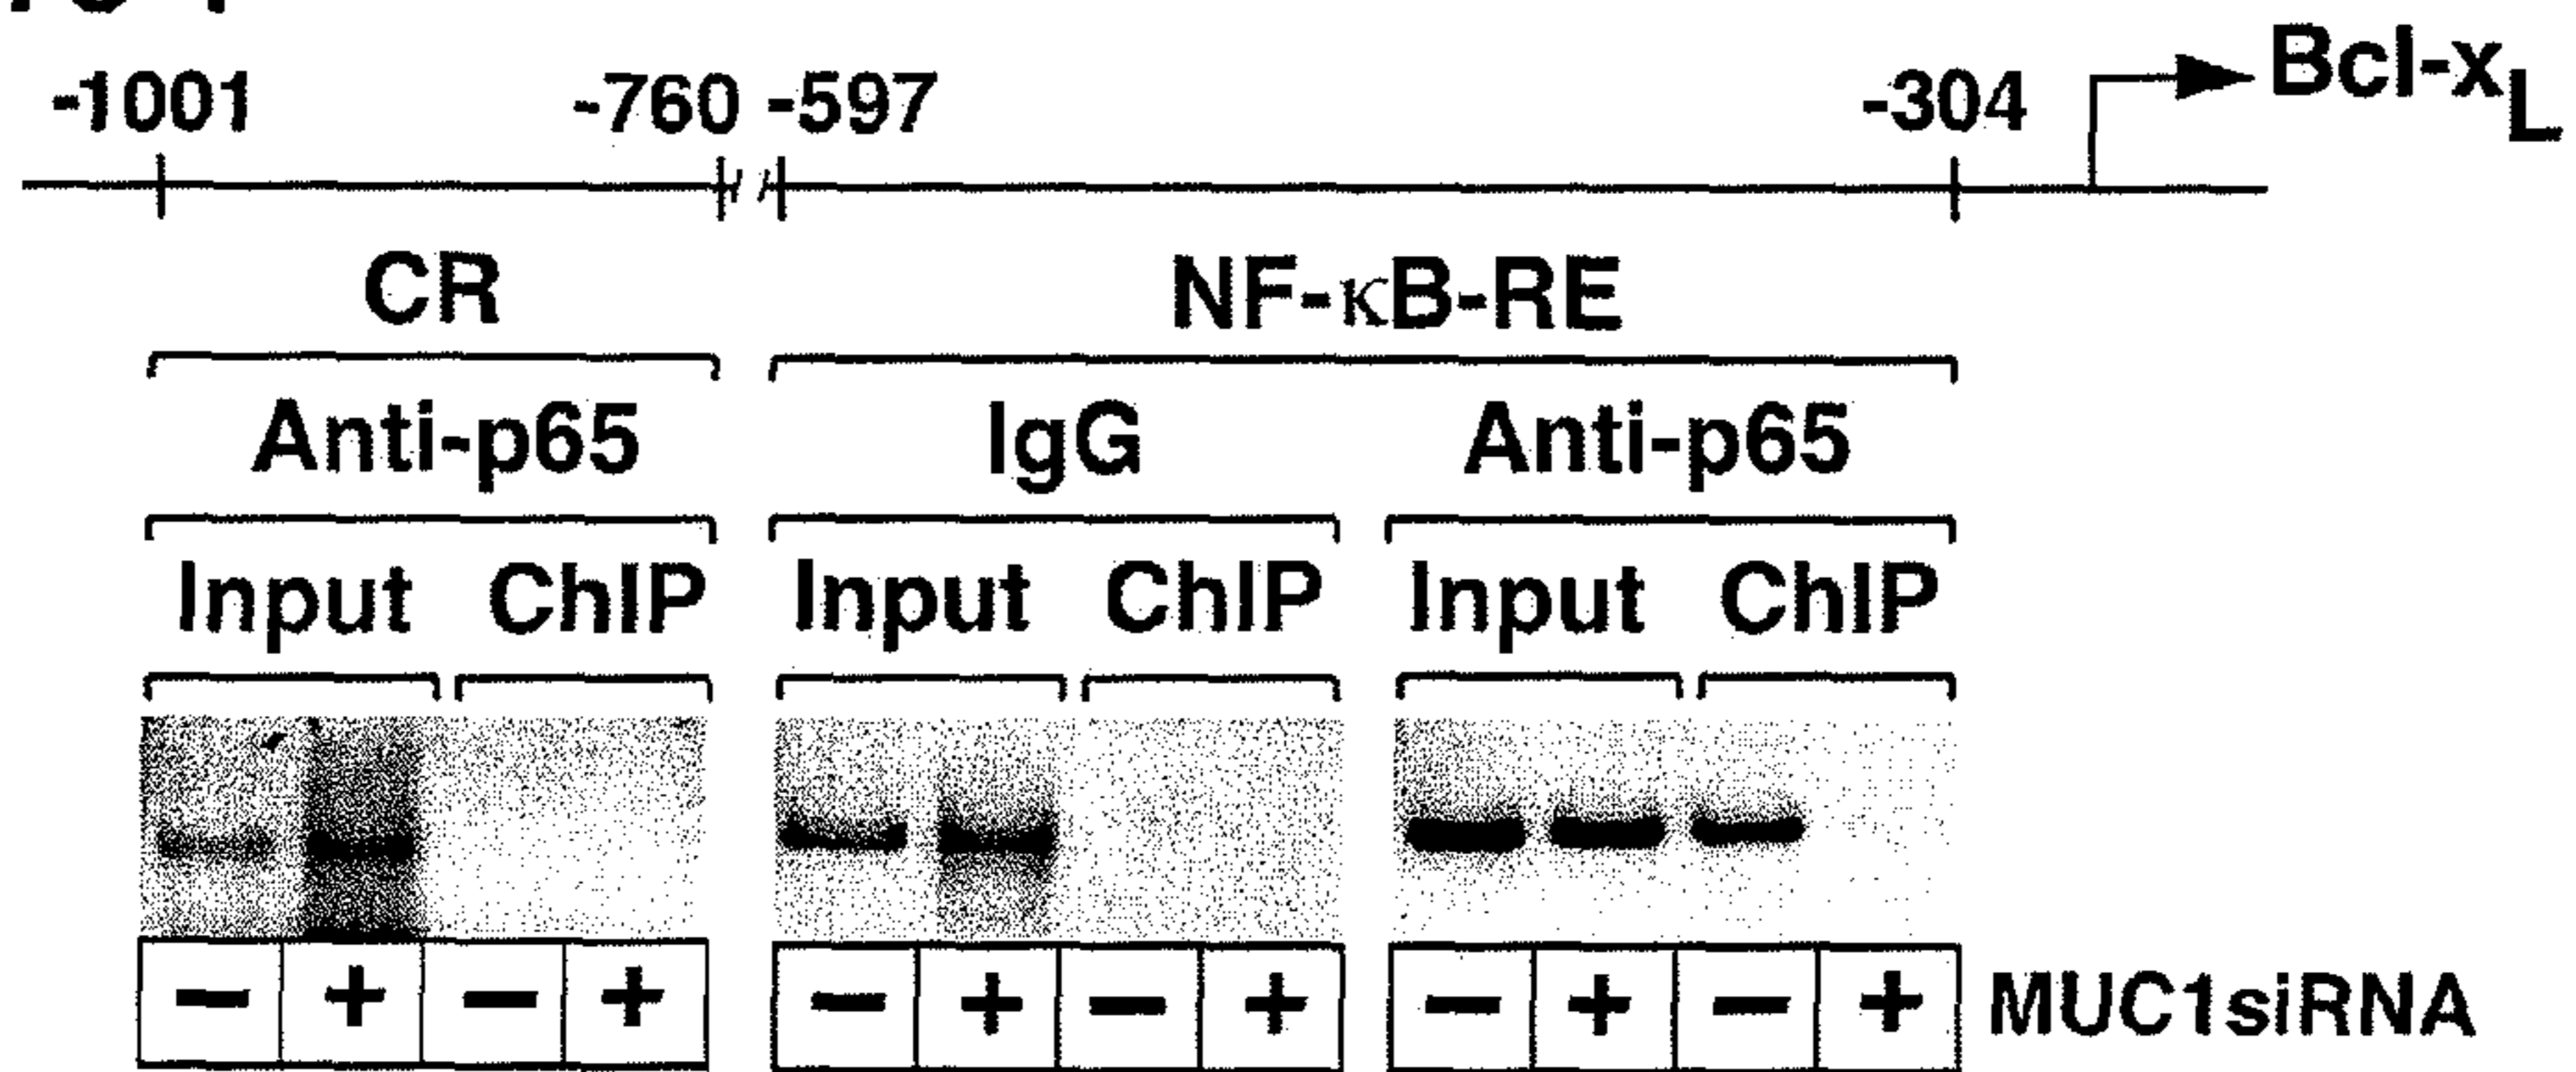 -1001 -760 -597 -304 Bcl-xL
CR NF-κB-RE
Anti-p65 IgG Anti-p65
Input ChIP Input ChIP Input ChIP
− + − + − + − + − + − + MUC1siRNA